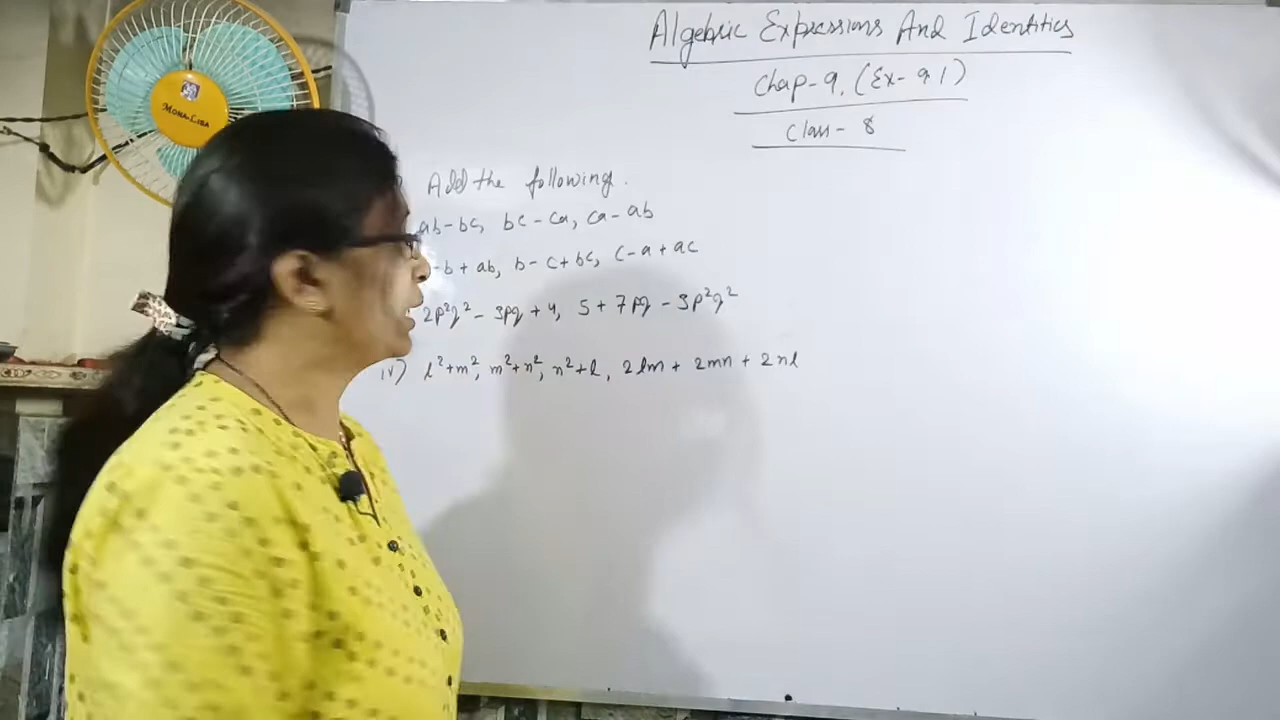 Algebric Expressions And Identities
Chap-9, (Ex-9.1)
Class- 8
MONA-LISA
Add the following.
ab-bc, bc-ca, ca-ab
-b+ab, b-c+bc, c-a+ac
2p²q²-3pq+4, 5+7pq-3p²q²
iv) l²+m², m²+n², n²+l, 2lm+2mn+2nl